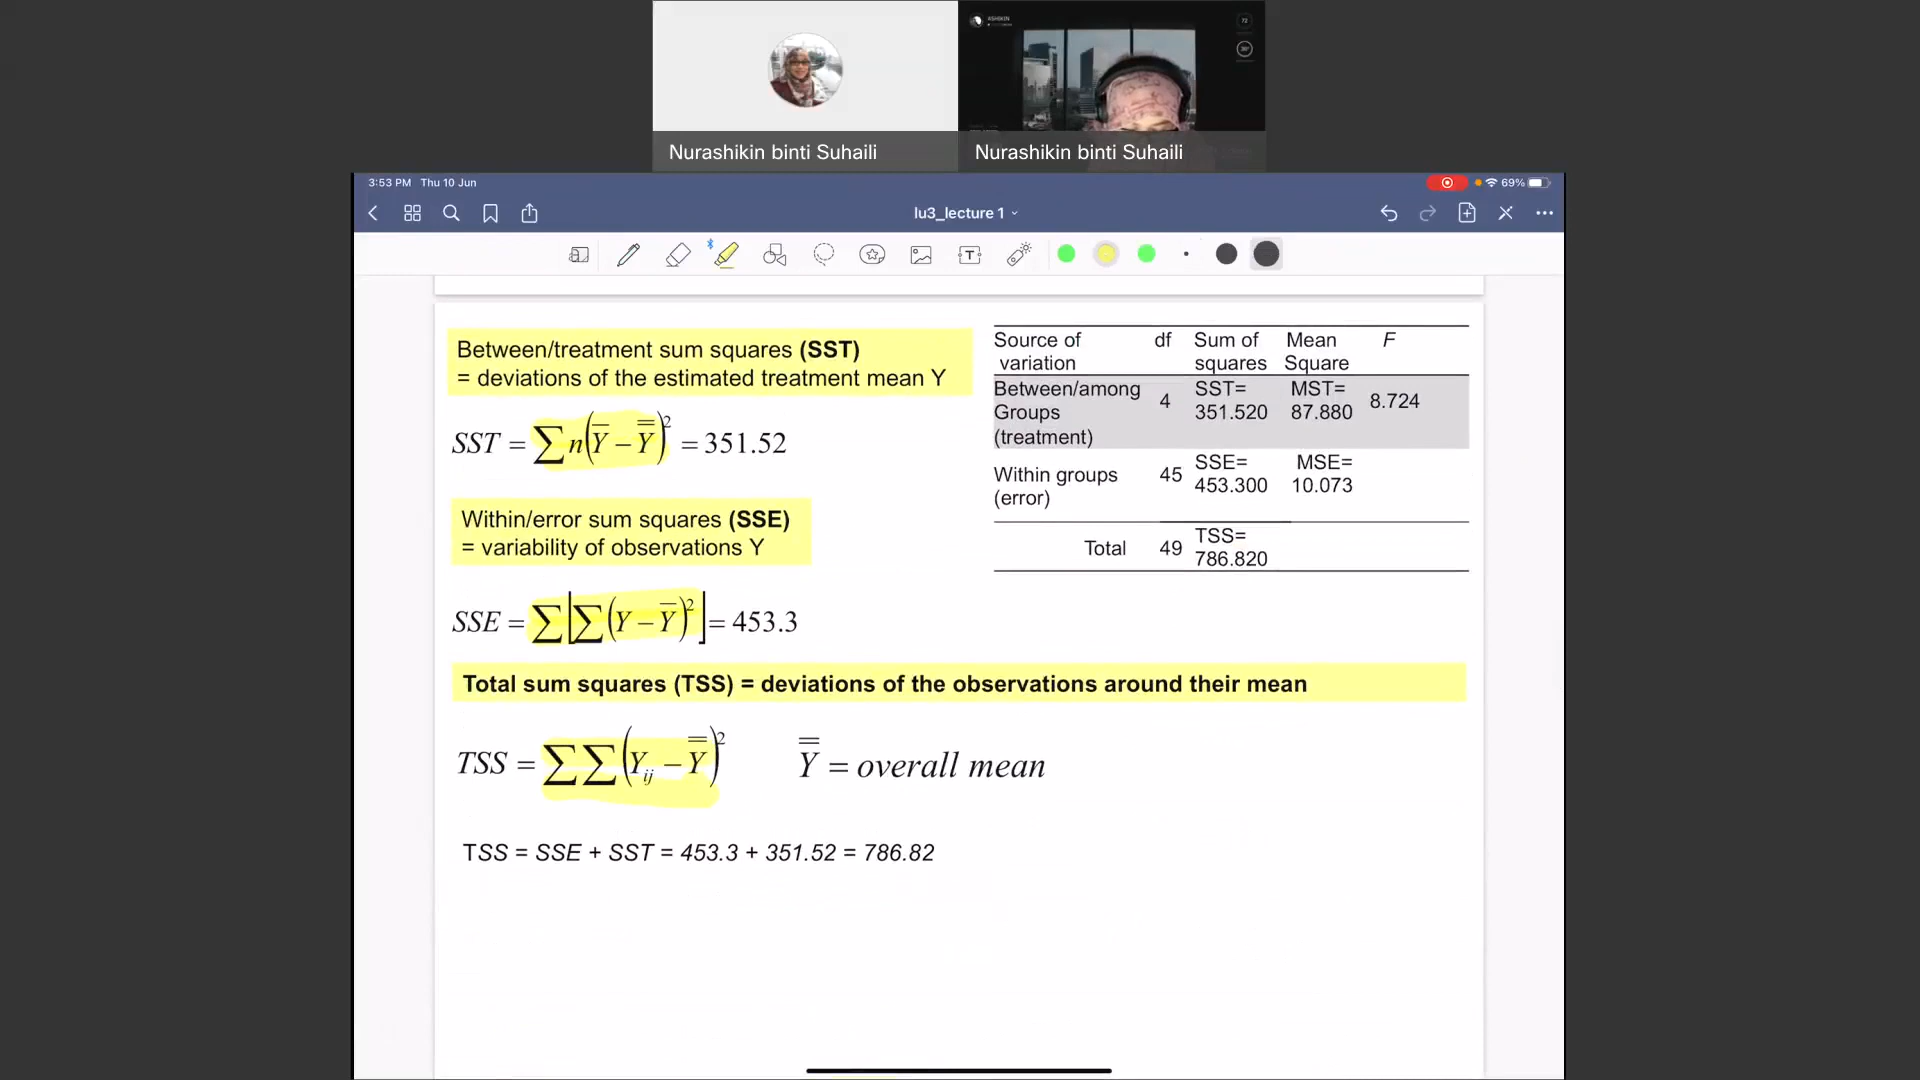 Nurashikin binti Suhaili
Nurashikin binti Suhaili
3:53 PM Thu 10 Jun
69%
lu3_lecture 1
Between/treatment sum squares (SST)
= deviations of the estimated treatment mean Y
SST = ∑ n(Y̅ − Y̿)² = 351.52
Within/error sum squares (SSE)
= variability of observations Y
SSE = ∑[∑(Y − Y̅)²] = 453.3
Total sum squares (TSS) = deviations of the observations around their mean
TSS = ∑∑(Yij − Y̿)² Y̿ = overall mean
TSS = SSE + SST = 453.3 + 351.52 = 786.82
Source of variation df Sum of squares Mean Square F
Between/among Groups (treatment) 4 SST= 351.520 MST= 87.880 8.724
Within groups (error) 45 SSE= 453.300 MSE= 10.073
Total 49 TSS= 786.820